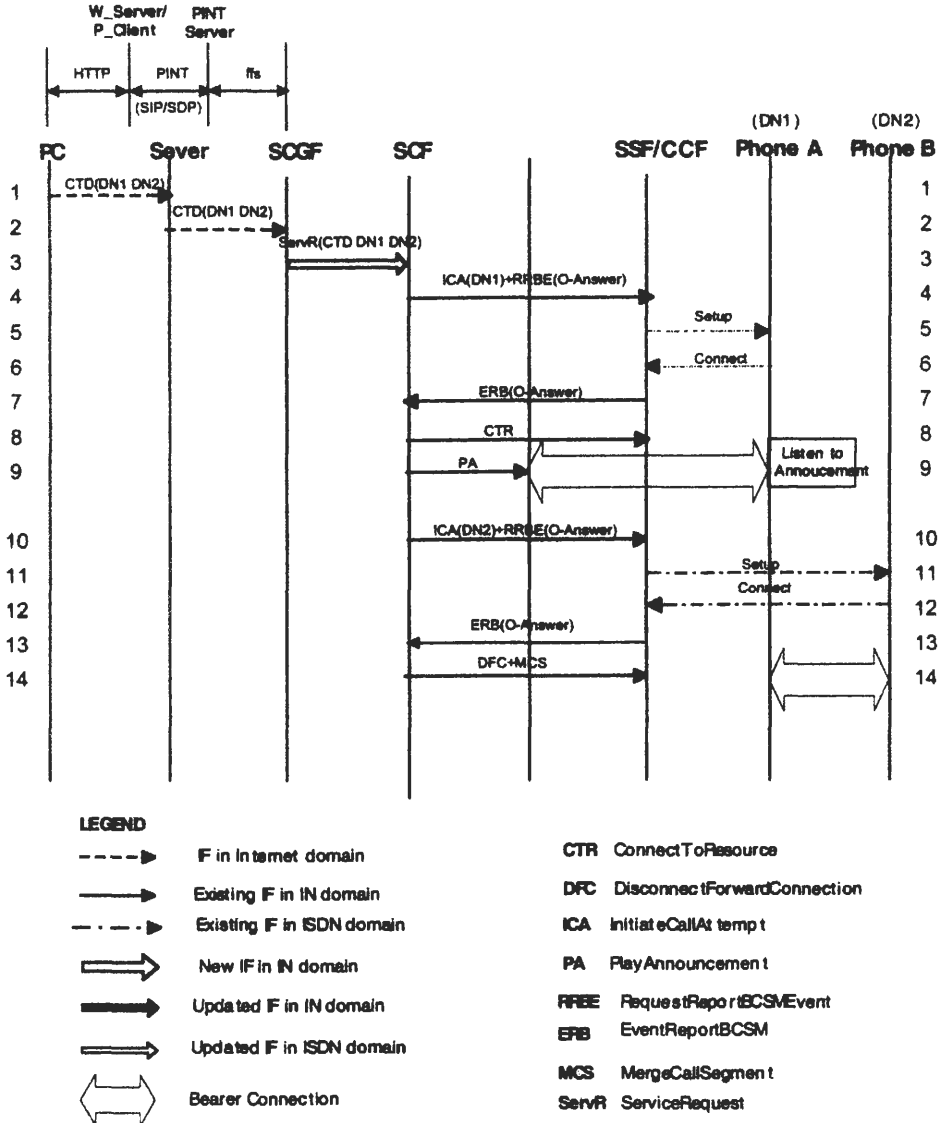 W_Server/ PINT
P_Client Server
HTTP PINT ffs
(SIP/SDP)
(DN1) (DN2)
PC Sever SCGF SCF SSF/CCF Phone A Phone B
1 CTD(DN1 DN2) 1
2 CTD(DN1 DN2) 2
3 ServR(CTD DN1 DN2) 3
4 ICA(DN1)+RRBE(O-Answer) 4
5 Setup 5
6 Connect 6
7 ERB(O-Answer) 7
8 CTR 8
9 PA Listen to Annoucement 9
10 ICA(DN2)+RRBE(O-Answer) 10
11 Setup 11
12 Connect 12
13 ERB(O-Answer) 13
14 DFC+MCS 14
LEGEND
IF in Internet domain
Existing IF in IN domain
Existing IF in ISDN domain
New IF in IN domain
Updated IF in IN domain
Updated IF in ISDN domain
Bearer Connection
CTR ConnectToResource
DFC DisconnectForwardConnection
ICA InitiateCallAttempt
PA PlayAnnouncement
RRBE RequestReportBCSMEvent
ERB EventReportBCSM
MCS MergeCallSegment
ServR ServiceRequest